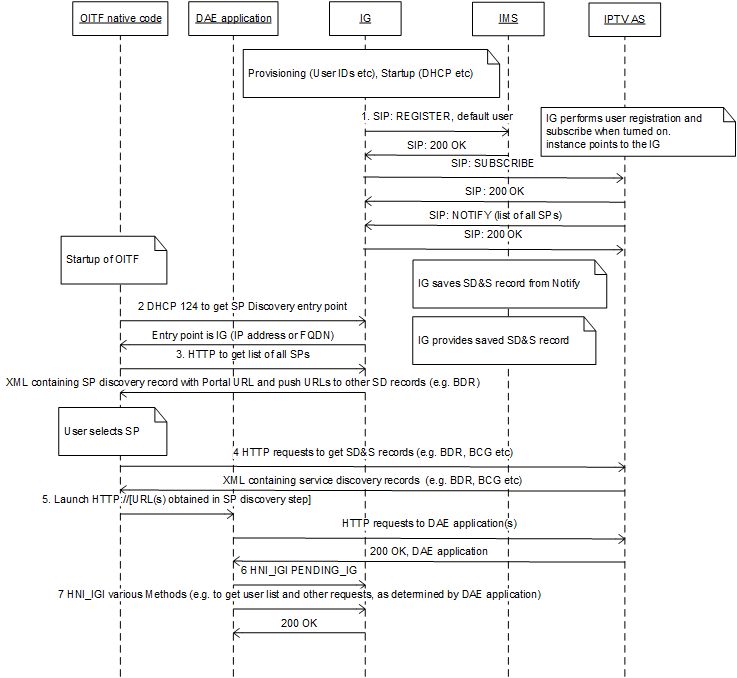 OITF native code
DAE application
IG
IMS
IPTV AS
Provisioning (User IDs etc), Startup (DHCP etc)
1. SIP: REGISTER, default user
IG performs user registration and
subscribe when turned on.
instance points to the IG
SIP: 200 OK
SIP: SUBSCRIBE
SIP: 200 OK
SIP: NOTIFY (list of all SPs)
SIP: 200 OK
Startup of OITF
IG saves SD&S record from Notify
2 DHCP 124 to get SP Discovery entry point
Entry point is IG (IP address or FQDN)
IG provides saved SD&S record
3. HTTP to get list of all SPs
XML containing SP discovery record with Portal URL and push URLs to other SD records (e.g. BDR)
User selects SP
4 HTTP requests to get SD&S records (e.g. BDR, BCG etc)
XML containing service discovery records (e.g. BDR, BCG etc)
5. Launch HTTP://[URL(s) obtained in SP discovery step]
HTTP requests to DAE application(s)
200 OK, DAE application
6 HNI_IGI PENDING_IG
7 HNI_IGI various Methods (e.g. to get user list and other requests, as determined by DAE application)
200 OK